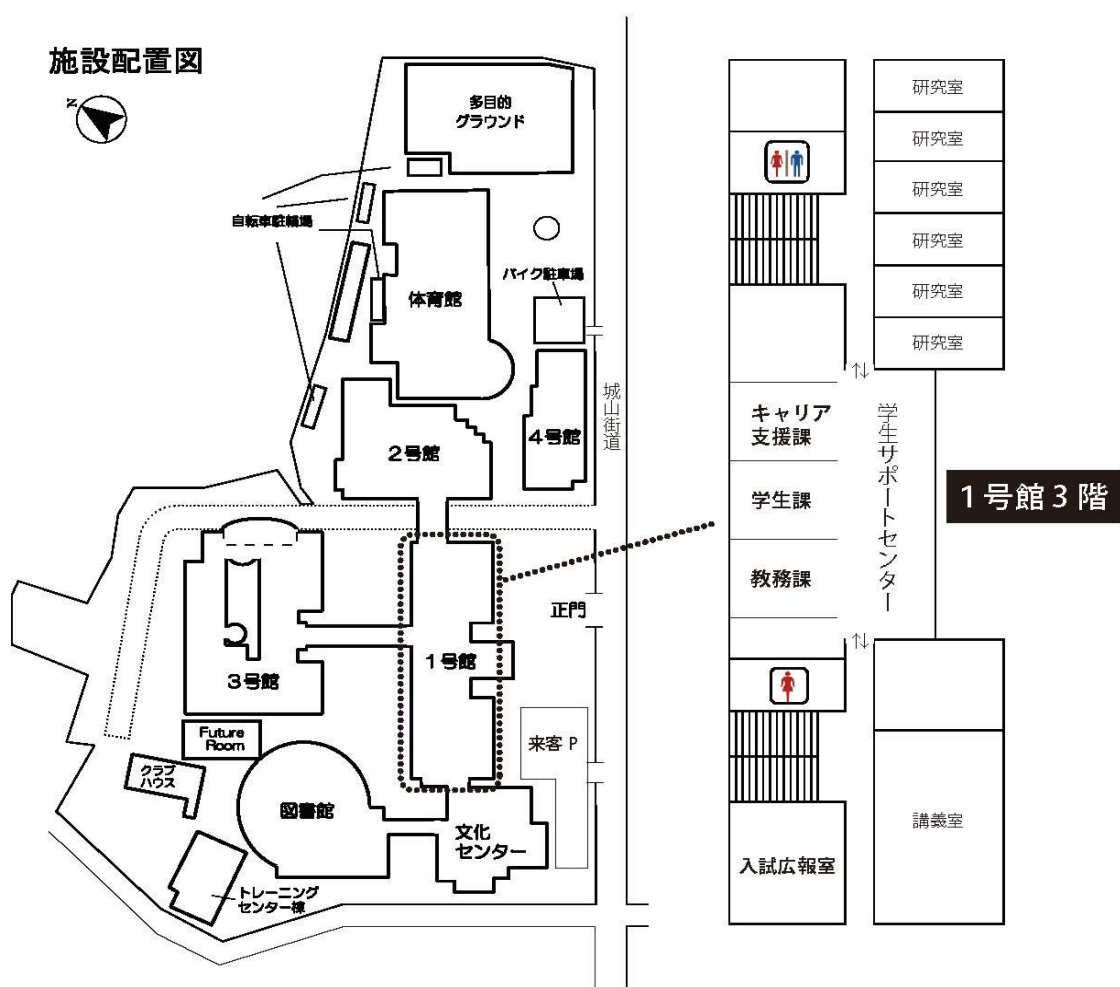 施設配置図
N
多目的
グラウンド
自転車駐輪場
バイク駐車場
体育館
城山街道
4号館
2号館
正門
1号館
3号館
Future
Room
来客 P
クラブ
ハウス
図書館
文化
センター
トレーニング
センター棟
研究室
研究室
研究室
研究室
研究室
研究室
⇅
キャリア
支援課
学生課
教務課
学生サポートセンター
1号館3階
⇅
講義室
入試広報室